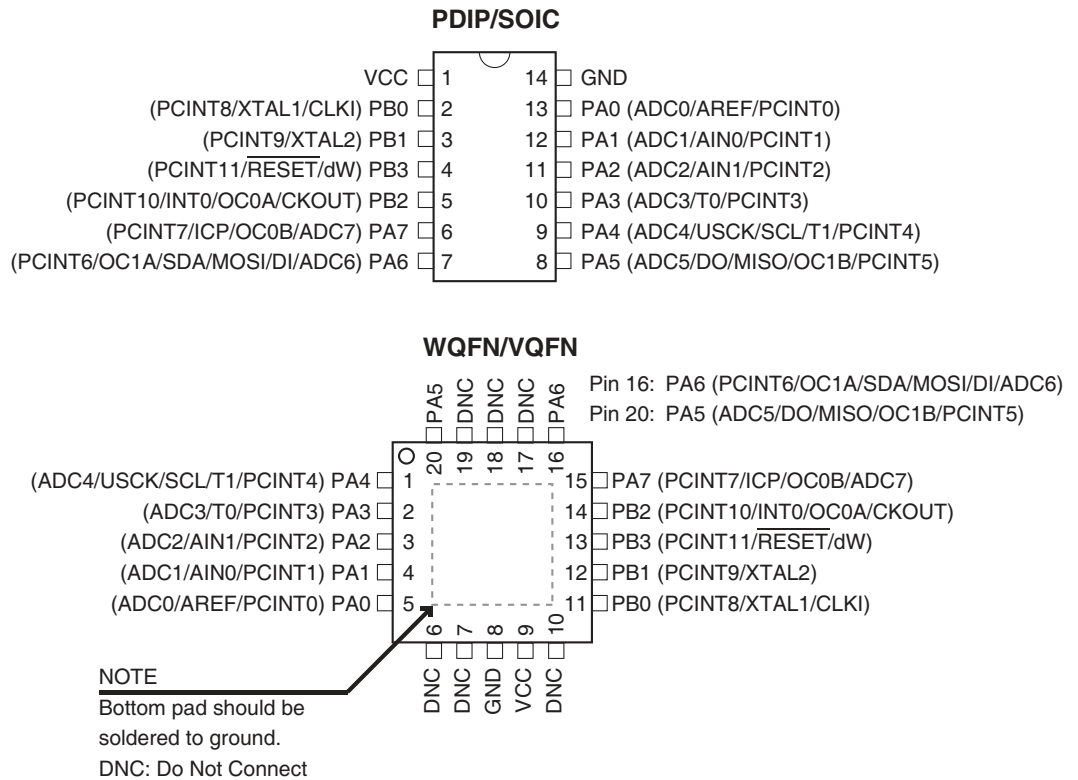 PDIP/SOIC
VCC 1 14 GND
(PCINT8/XTAL1/CLKI) PB0 2 13 PA0 (ADC0/AREF/PCINT0)
(PCINT9/XTAL2) PB1 3 12 PA1 (ADC1/AIN0/PCINT1)
(PCINT11/RESET/dW) PB3 4 11 PA2 (ADC2/AIN1/PCINT2)
(PCINT10/INT0/OC0A/CKOUT) PB2 5 10 PA3 (ADC3/T0/PCINT3)
(PCINT7/ICP/OC0B/ADC7) PA7 6 9 PA4 (ADC4/USCK/SCL/T1/PCINT4)
(PCINT6/OC1A/SDA/MOSI/DI/ADC6) PA6 7 8 PA5 (ADC5/DO/MISO/OC1B/PCINT5)
WQFN/VQFN
Pin 16: PA6 (PCINT6/OC1A/SDA/MOSI/DI/ADC6)
Pin 20: PA5 (ADC5/DO/MISO/OC1B/PCINT5)
PA5 DNC DNC DNC PA6
20 19 18 17 16
(ADC4/USCK/SCL/T1/PCINT4) PA4 1 15 PA7 (PCINT7/ICP/OC0B/ADC7)
(ADC3/T0/PCINT3) PA3 2 14 PB2 (PCINT10/INT0/OC0A/CKOUT)
(ADC2/AIN1/PCINT2) PA2 3 13 PB3 (PCINT11/RESET/dW)
(ADC1/AIN0/PCINT1) PA1 4 12 PB1 (PCINT9/XTAL2)
(ADC0/AREF/PCINT0) PA0 5 11 PB0 (PCINT8/XTAL1/CLKI)
6 7 8 9 10
DNC DNC GND VCC DNC
NOTE
Bottom pad should be
soldered to ground.
DNC: Do Not Connect